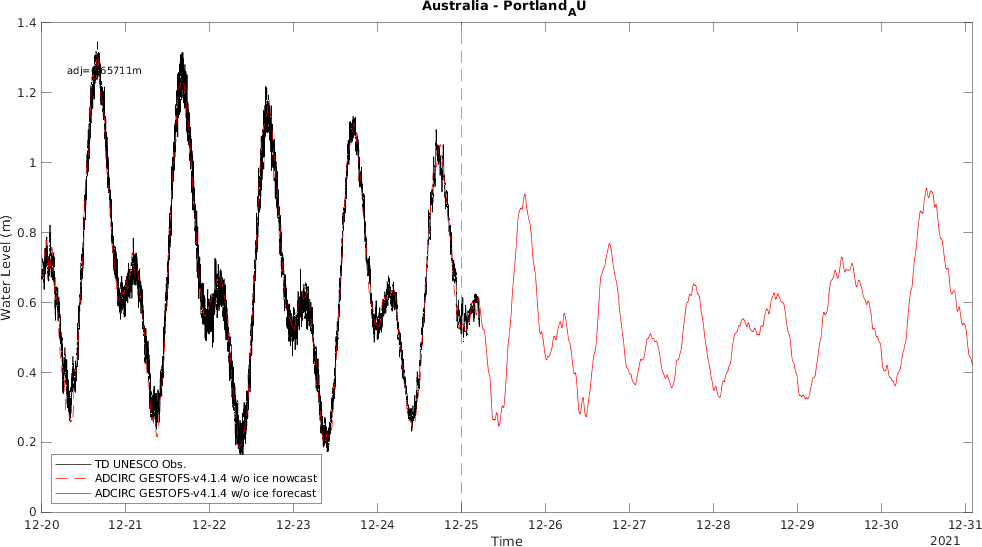 Australia - Portland_AU
adj=0.65711m
Water Level (m)
1.4
1.2
1
0.8
0.6
0.4
0.2
0
TD UNESCO Obs.
ADCIRC GESTOFS-v4.1.4 w/o ice nowcast
ADCIRC GESTOFS-v4.1.4 w/o ice forecast
12-20 12-21 12-22 12-23 12-24 12-25 12-26 12-27 12-28 12-29 12-30 12-31
Time
2021